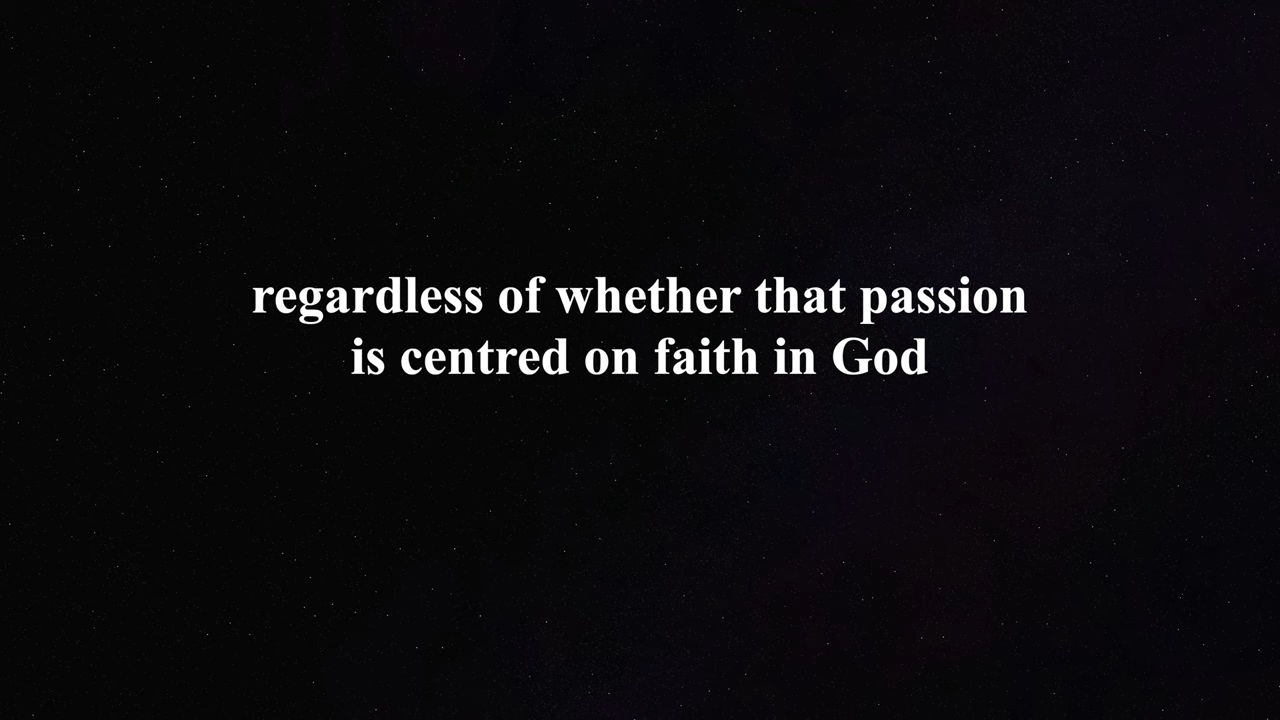 regardless of whether that passion
is centred on faith in God